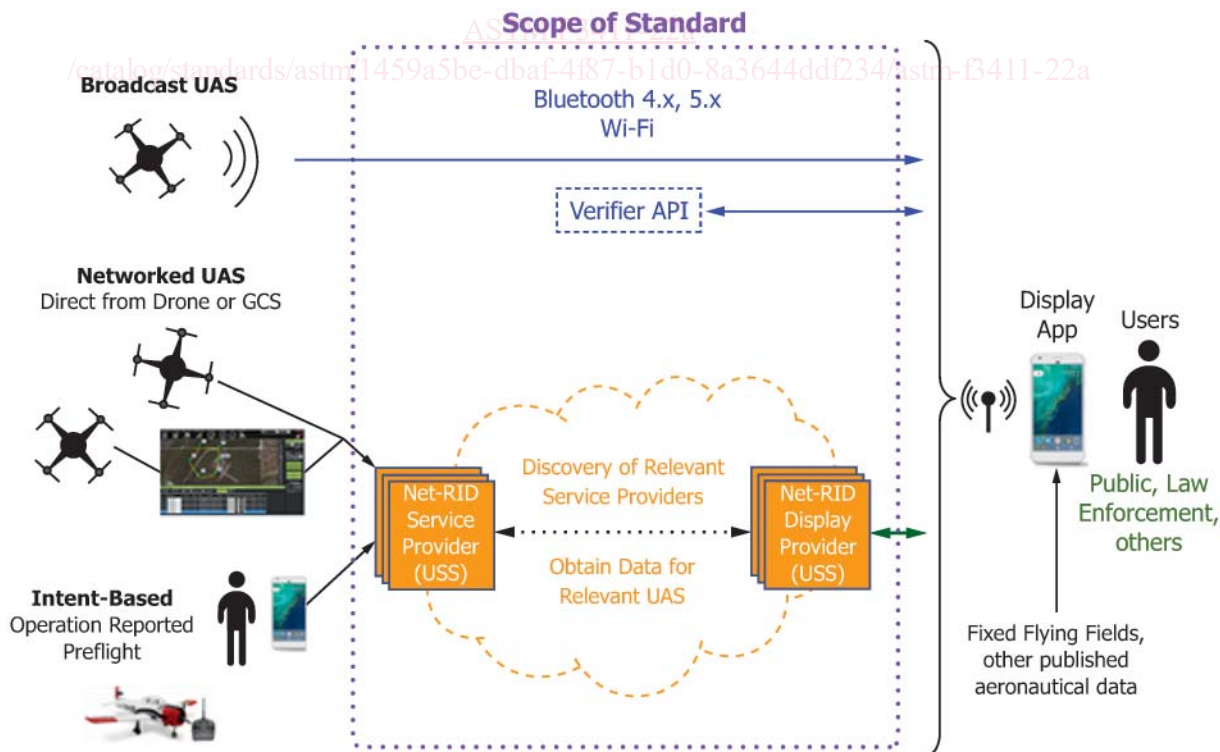 Scope of Standard
ASTM F3411-22a
/catalog/standards/astm/1459a5be-dbaf-4f87-b1d0-8a3644ddf234/astm-f3411-22a
Broadcast UAS
Bluetooth 4.x, 5.x
Wi-Fi
Verifier API
Networked UAS
Direct from Drone or GCS
Display
App
Users
Discovery of Relevant
Service Providers
Net-RID
Service
Provider
(USS)
Net-RID
Display
Provider
(USS)
Obtain Data for
Relevant UAS
Public, Law
Enforcement,
others
Intent-Based
Operation Reported
Preflight
Fixed Flying Fields,
other published
aeronautical data